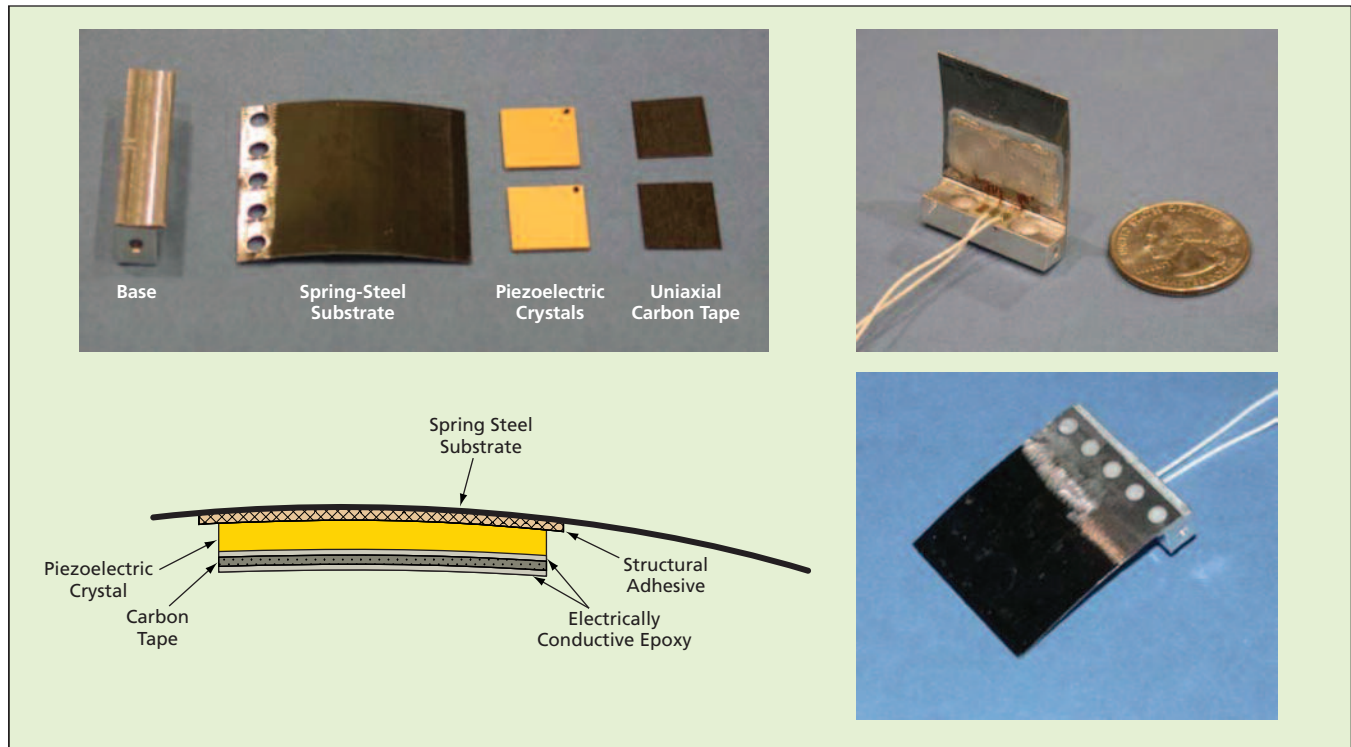 Base
Spring-Steel
Substrate
Piezoelectric
Crystals
Uniaxial
Carbon Tape
Spring Steel
Substrate
Piezoelectric
Crystal
Carbon
Tape
Structural
Adhesive
Electrically
Conductive Epoxy